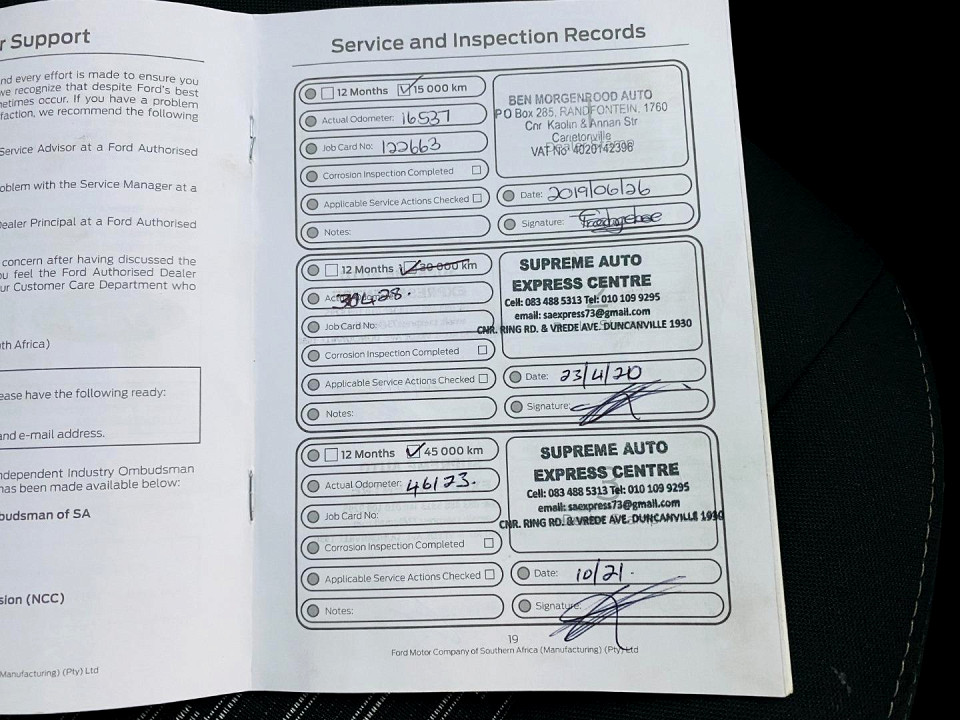 r Support
nd every effort is made to ensure you
we recognize that despite Ford's best
netimes occur. If you have a problem
faction, we recommend the following
Service Advisor at a Ford Authorised
oblem with the Service Manager at a
Dealer Principal at a Ford Authorised
concern after having discussed the
ou feel the Ford Authorised Dealer
ur Customer Care Department who
th Africa)
ease have the following ready:
and e-mail address.
ndependent Industry Ombudsman
has been made available below:
budsman of SA
sion (NCC)
Manufacturing) (Pty) Ltd
Service and Inspection Records
12 Months 15 000 km
Actual Odometer: 16537
Job Card No: 122663
Corrosion Inspection Completed
Applicable Service Actions Checked
Notes:
BEN MORGENROOD AUTO
PO Box 285, RANDFONTEIN, 1760
Cnr Kaolin & Annan Str
Carletonville
VAT No 4020142396
Date: 2019/06/26
Signature:
12 Months 30 000 km
30428.
Job Card No:
Corrosion Inspection Completed
Applicable Service Actions Checked
Notes:
SUPREME AUTO
EXPRESS CENTRE
Cell: 083 488 5313 Tel: 010 109 9295
email: saexpress73@gmail.com
CNR. RING RD. & VREDE AVE. DUNCANVILLE 1930
Date: 23/4/20
Signature:
12 Months 45 000 km
Actual Odometer: 46123.
Job Card No:
Corrosion Inspection Completed
Applicable Service Actions Checked
Notes:
SUPREME AUTO
EXPRESS CENTRE
Cell: 083 488 5313 Tel: 010 109 9295
email: saexpress73@gmail.com
CNR. RING RD. & VREDE AVE. DUNCANVILLE 1930
Date: 10/21.
Signature:
19
Ford Motor Company of Southern Africa (Manufacturing) (Pty) Ltd